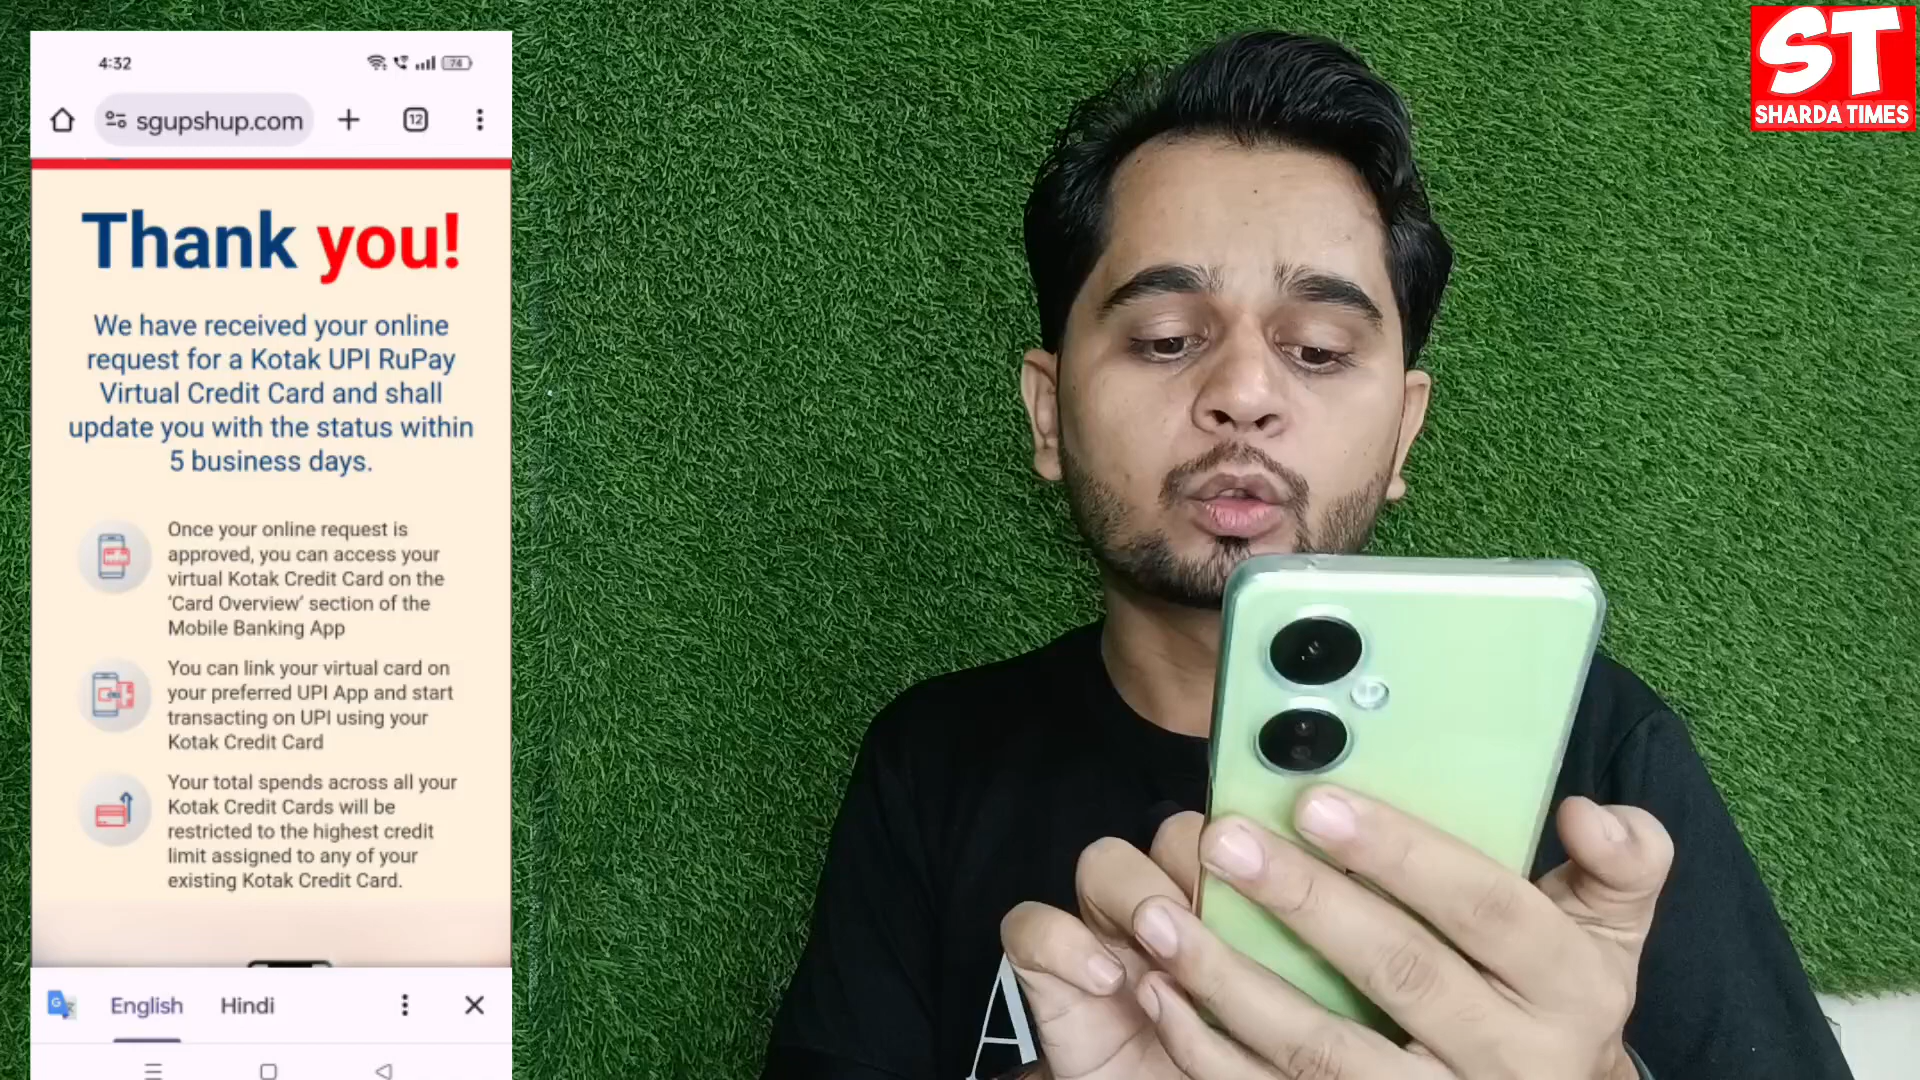 4:32
74
sgupshup.com
12
Thank you!
We have received your online
request for a Kotak UPI RuPay
Virtual Credit Card and shall
update you with the status within
5 business days.
Once your online request is
approved, you can access your
virtual Kotak Credit Card on the
‘Card Overview’ section of the
Mobile Banking App
You can link your virtual card on
your preferred UPI App and start
transacting on UPI using your
Kotak Credit Card
Your total spends across all your
Kotak Credit Cards will be
restricted to the highest credit
limit assigned to any of your
existing Kotak Credit Card.
G
English
Hindi
ST
SHARDA TIMES
A